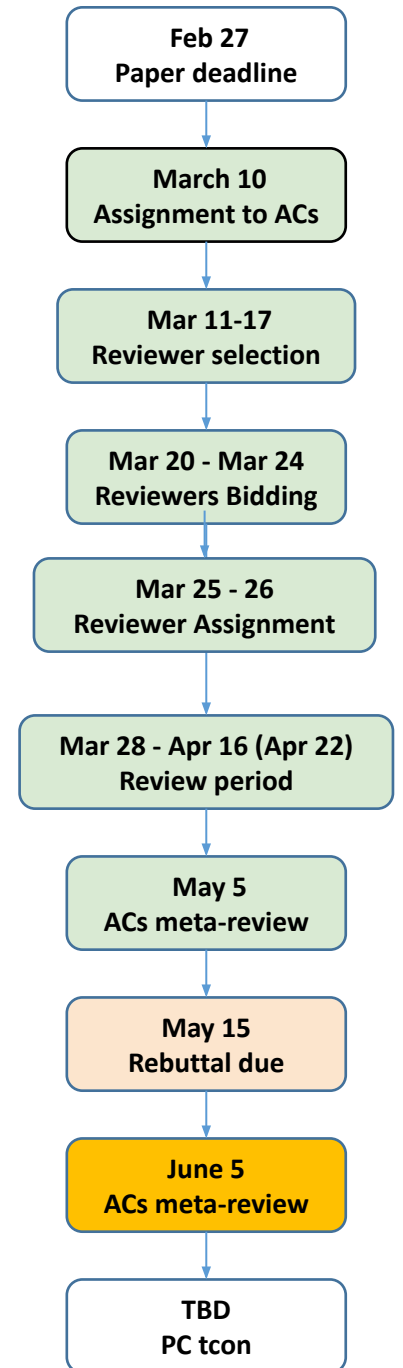 Feb 27
Paper deadline
March 10
Assignment to ACs
Mar 11-17
Reviewer selection
Mar 20 - Mar 24
Reviewers Bidding
Mar 25 - 26
Reviewer Assignment
Mar 28 - Apr 16 (Apr 22)
Review period
May 5
ACs meta-review
May 15
Rebuttal due
June 5
ACs meta-review
TBD
PC tcon